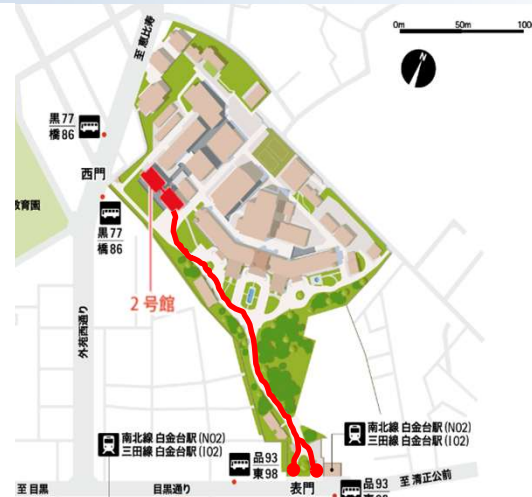 0m 50m 100
N
至 恵比寿
黒77
橋86
西門
教育園
黒77
橋86
2号館
外苑西通り
南北線 白金台駅(N02)
三田線 白金台駅(I02)
南北線 白金台駅(N02)
三田線 白金台駅(I02)
品93
東98
至 目黒
目黒通り
表門
至 清正公前
品93